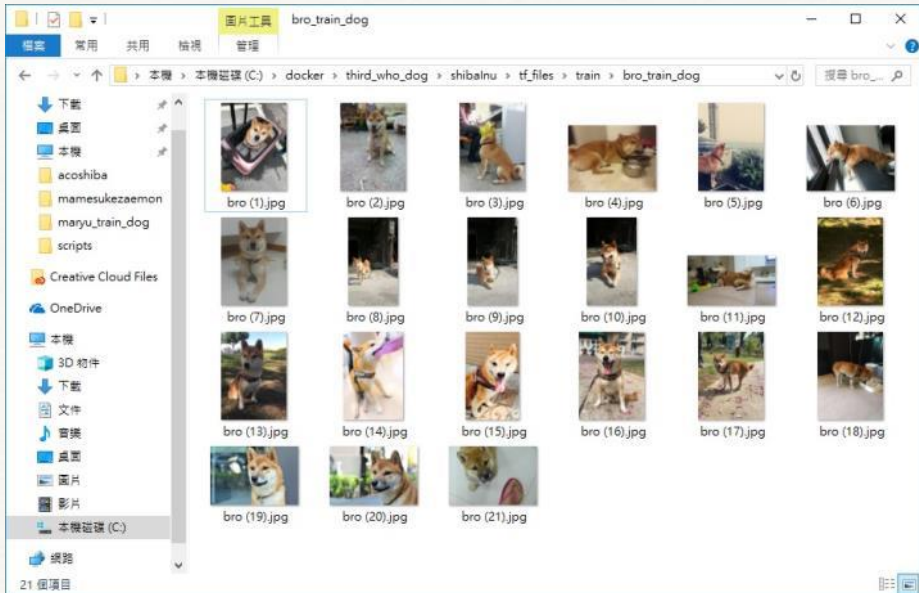 圖片工具 bro_train_dog
檔案 常用 共用 檢視 管理
本機 › 本機磁碟 (C:) › docker › third_who_dog › shibaInu › tf_files › train › bro_train_dog
搜尋 bro_...
下載
桌面
本機
acoshiba
mamesukezaemon
maryu_train_dog
scripts
Creative Cloud Files
OneDrive
本機
3D 物件
下載
文件
音樂
桌面
圖片
影片
本機磁碟 (C:)
網路
bro (1).jpg bro (2).jpg bro (3).jpg bro (4).jpg bro (5).jpg bro (6).jpg
bro (7).jpg bro (8).jpg bro (9).jpg bro (10).jpg bro (11).jpg bro (12).jpg
bro (13).jpg bro (14).jpg bro (15).jpg bro (16).jpg bro (17).jpg bro (18).jpg
bro (19).jpg bro (20).jpg bro (21).jpg
21 個項目